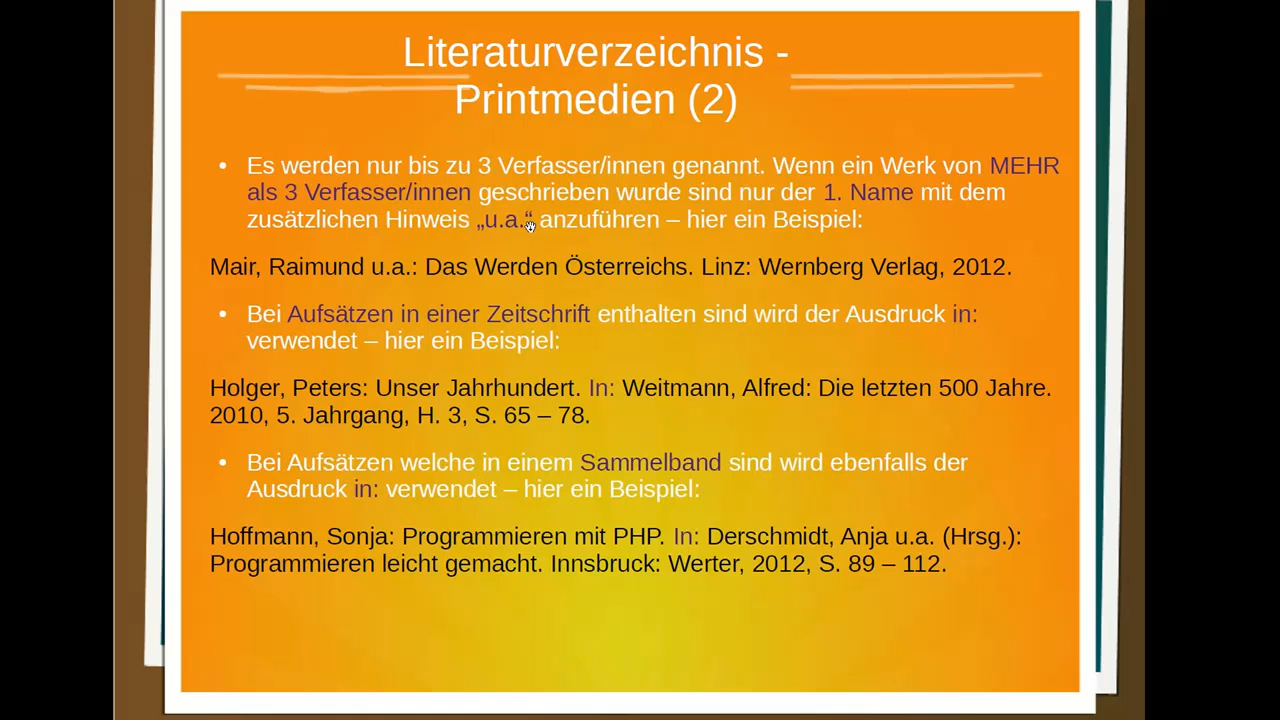 Literaturverzeichnis -
Printmedien (2)
• Es werden nur bis zu 3 Verfasser/innen genannt. Wenn ein Werk von MEHR
als 3 Verfasser/innen geschrieben wurde sind nur der 1. Name mit dem
zusätzlichen Hinweis „u.a.“ anzuführen – hier ein Beispiel:
Mair, Raimund u.a.: Das Werden Österreichs. Linz: Wernberg Verlag, 2012.
• Bei Aufsätzen in einer Zeitschrift enthalten sind wird der Ausdruck in:
verwendet – hier ein Beispiel:
Holger, Peters: Unser Jahrhundert. In: Weitmann, Alfred: Die letzten 500 Jahre.
2010, 5. Jahrgang, H. 3, S. 65 – 78.
• Bei Aufsätzen welche in einem Sammelband sind wird ebenfalls der
Ausdruck in: verwendet – hier ein Beispiel:
Hoffmann, Sonja: Programmieren mit PHP. In: Derschmidt, Anja u.a. (Hrsg.):
Programmieren leicht gemacht. Innsbruck: Werter, 2012, S. 89 – 112.